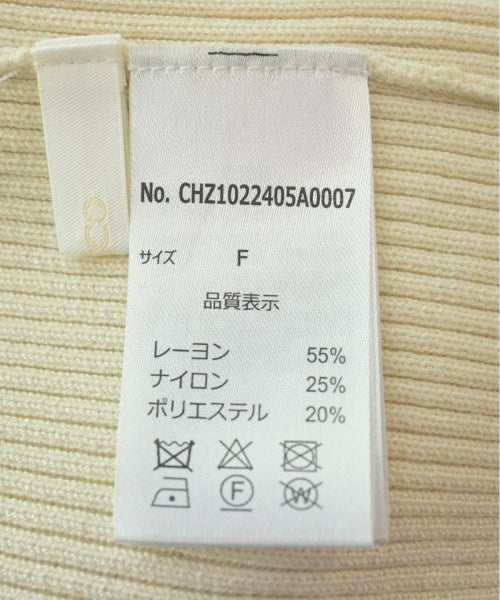 No. CHZ1022405A0007
サイズ F
品質表示
レーヨン 55%
ナイロン 25%
ポリエステル 20%
F
W